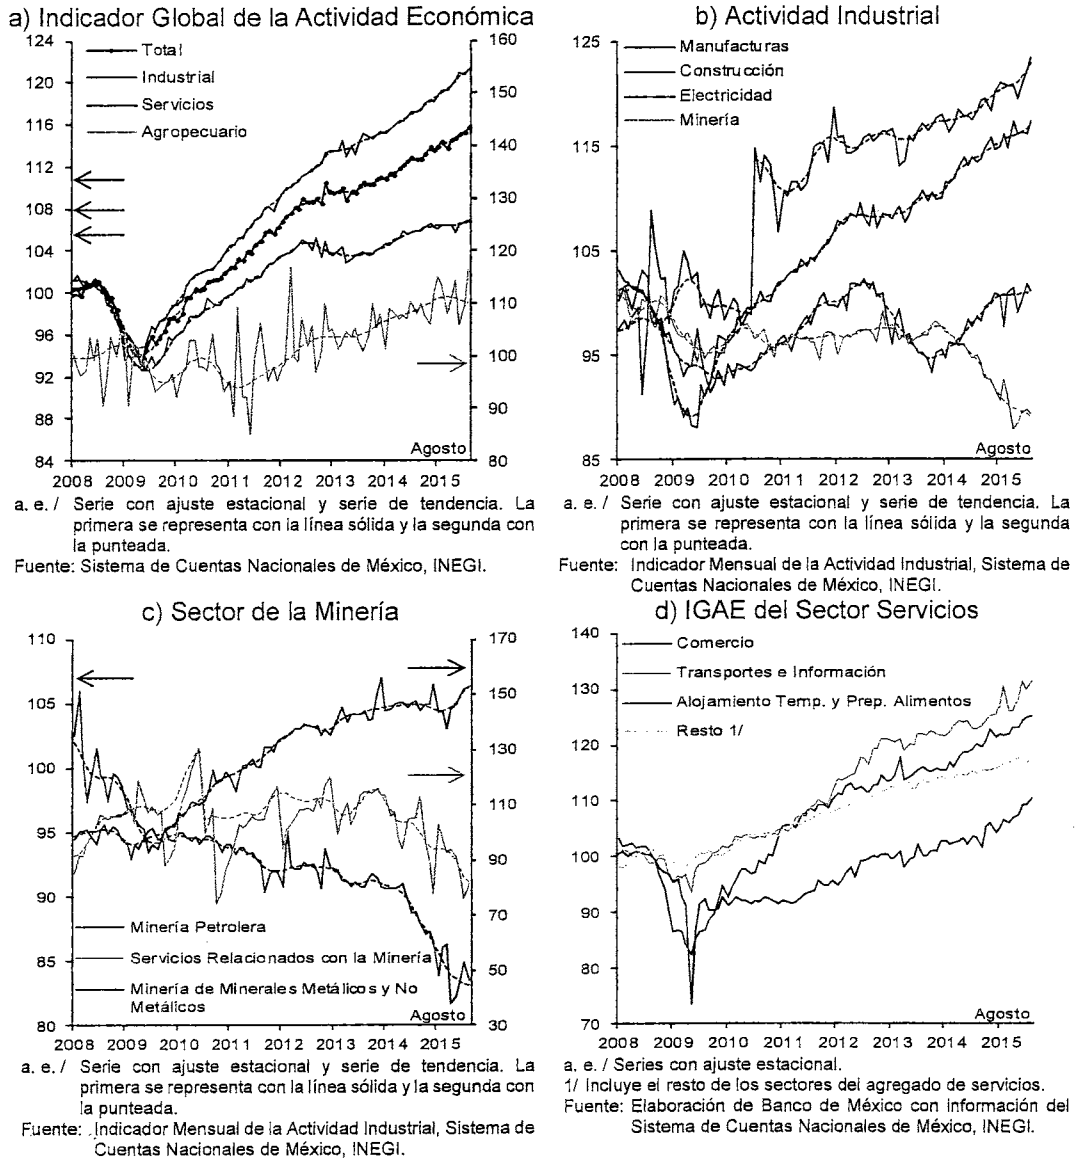 a) Indicador Global de la Actividad Económica
124
120
116
112
108
104
100
96
92
88
84
160
150
140
130
120
110
100
90
80
Total
Industrial
Servicios
Agropecuario
Agosto
2008 2009 2010 2011 2012 2013 2014 2015
a. e. / Serie con ajuste estacional y serie de tendencia. La
primera se representa con la línea sólida y la segunda con
la punteada.
Fuente: Sistema de Cuentas Nacionales de México, INEGI.
b) Actividad Industrial
125
115
105
95
85
Manufacturas
Construcción
Electricidad
Minería
Agosto
2008 2009 2010 2011 2012 2013 2014 2015
a. e. / Serie con ajuste estacional y serie de tendencia. La
primera se representa con la línea sólida y la segunda
con la punteada.
Fuente: Indicador Mensual de la Actividad Industrial, Sistema de
Cuentas Nacionales de México, INEGI.
c) Sector de la Minería
110
105
100
95
90
85
80
170
150
130
110
90
70
50
30
Minería Petrolera
Servicios Relacionados con la Minería
Minería de Minerales Metálicos y No
Metálicos
Agosto
2008 2009 2010 2011 2012 2013 2014 2015
a. e. / Serie con ajuste estacional y serie de tendencia. La
primera se representa con la línea sólida y la segunda con
la punteada.
Fuente: Indicador Mensual de la Actividad Industrial, Sistema de
Cuentas Nacionales de México, INEGI.
d) IGAE del Sector Servicios
140
130
120
110
100
90
80
70
Comercio
Transportes e Información
Alojamiento Temp. y Prep. Alimentos
Resto 1/
Agosto
2008 2009 2010 2011 2012 2013 2014 2015
a. e. / Series con ajuste estacional.
1/ Incluye el resto de los sectores del agregado de servicios.
Fuente: Elaboración de Banco de México con información del
Sistema de Cuentas Nacionales de México, INEGI.